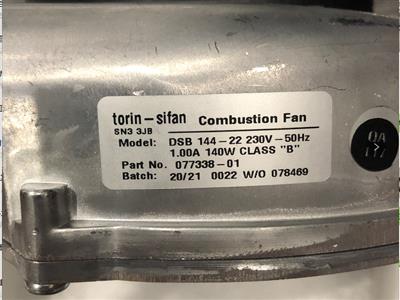 torin-sifan Combustion Fan
SN3 3JB
Model: DSB 144-22 230V-50Hz
1.00A 140W CLASS "B"
Part No. 077338-01
Batch: 20/21 0022 W/O 078469
QA